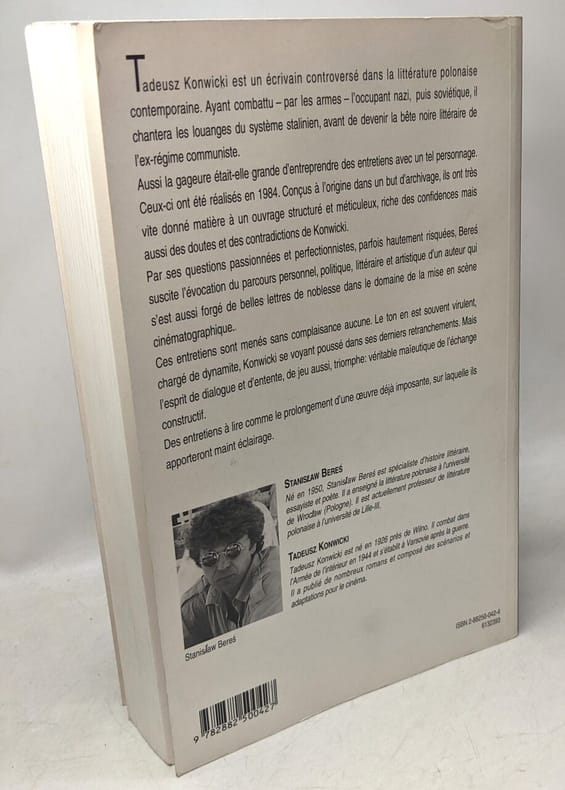 Tadeusz Konwicki est un écrivain controversé dans la littérature polonaise
contemporaine. Ayant combattu – par les armes – l'occupant nazi, puis soviétique, il
chantera les louanges du système stalinien, avant de devenir la bête noire littéraire de
l'ex-régime communiste.
Aussi la gageure était-elle grande d'entreprendre des entretiens avec un tel personnage.
Ceux-ci ont été réalisés en 1984. Conçus à l'origine dans un but d'archivage, ils ont très
vite donné matière à un ouvrage structuré et méticuleux, riche des confidences mais
aussi des doutes et des contradictions de Konwicki.
Par ses questions passionnées et perfectionnistes, parfois hautement risquées, Bereś
suscite l'évocation du parcours personnel, politique, littéraire et artistique d'un auteur qui
s'est aussi forgé de belles lettres de noblesse dans le domaine de la mise en scène
cinématographique.
Ces entretiens sont menés sans complaisance aucune. Le ton en est souvent virulent,
chargé de dynamite, Konwicki se voyant poussé dans ses derniers retranchements. Mais
l'esprit de dialogue et d'entente, de jeu aussi, triomphe: véritable maïeutique de l'échange
constructif.
Des entretiens à lire comme le prolongement d'une œuvre déjà imposante, sur laquelle ils
apporteront maint éclairage.
STANISŁAW BEREŚ
Né en 1950, Stanisław Bereś est spécialiste d'histoire littéraire,
essayiste et poète. Il a enseigné la littérature polonaise à l'université
de Wrocław (Pologne). Il est actuellement professeur de littérature
polonaise à l'université de Lille-III.
TADEUSZ KONWICKI
Tadeusz Konwicki est né en 1926 près de Wilno. Il combat dans
l'Armée de l'intérieur en 1944 et s'établit à Varsovie après la guerre.
Il a publié de nombreux romans et composé des scénarios et
adaptations pour le cinéma.
Stanisław Bereś
ISBN 2-88250-042-4
6132393
9 782882 500427